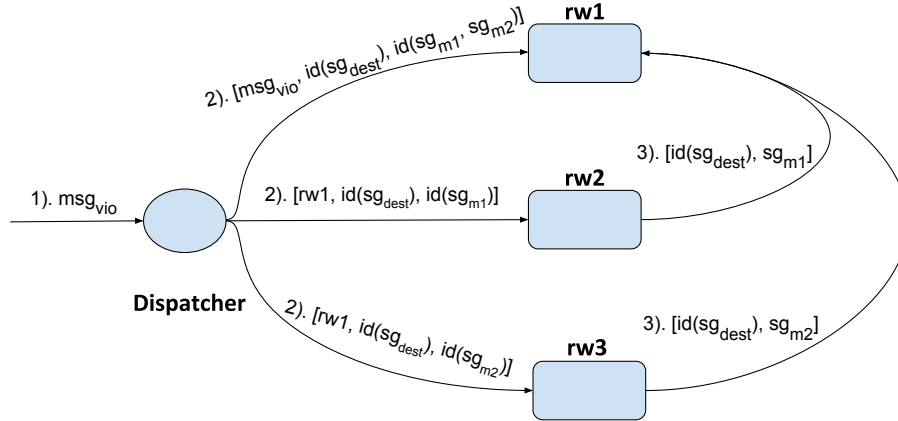 rw1
2). [msg_vio, id(sg_dest), id(sg_m1, sg_m2)]
3). [id(sg_dest), sg_m1]
rw2
1). msg_vio
2). [rw1, id(sg_dest), id(sg_m1)]
Dispatcher
2). [rw1, id(sg_dest), id(sg_m2)]
3). [id(sg_dest), sg_m2]
rw3